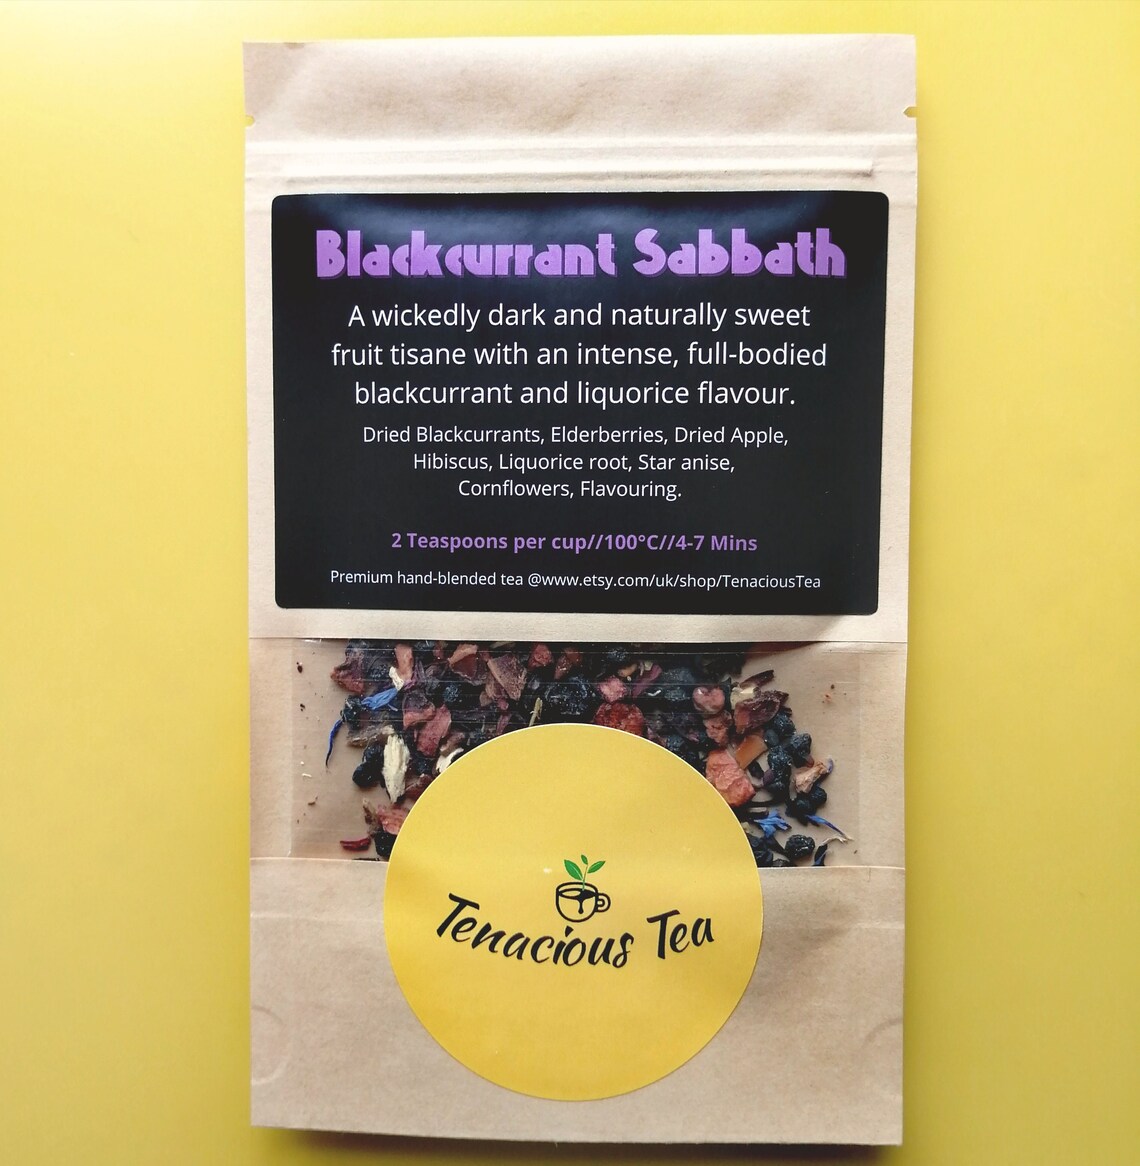 Blackcurrant Sabbath
A wickedly dark and naturally sweet
fruit tisane with an intense, full-bodied
blackcurrant and liquorice flavour.
Dried Blackcurrants, Elderberries, Dried Apple,
Hibiscus, Liquorice root, Star anise,
Cornflowers, Flavouring.
2 Teaspoons per cup//100°C//4-7 Mins
Premium hand-blended tea @www.etsy.com/uk/shop/TenaciousTea
Tenacious Tea